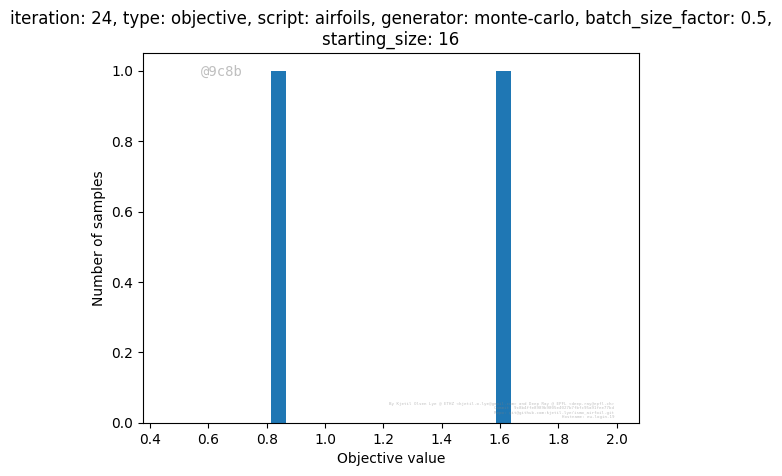 iteration: 24, type: objective, script: airfoils, generator: monte-carlo, batch_size_factor: 0.5,
starting_size: 16
@9c8b
1.0
0.8
0.6
0.4
0.2
0.0
Number of samples
0.4 0.6 0.8 1.0 1.2 1.4 1.6 1.8 2.0
Objective value